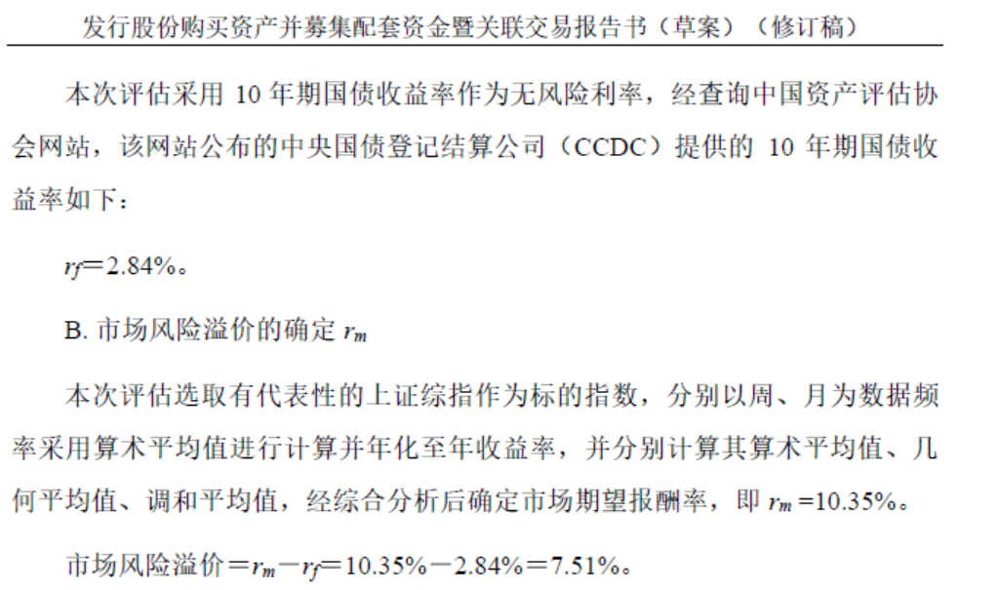 发行股份购买资产并募集配套资金暨关联交易报告书（草案）（修订稿）
本次评估采用 10 年期国债收益率作为无风险利率，经查询中国资产评估协
会网站，该网站公布的中央国债登记结算公司（CCDC）提供的 10 年期国债收
益率如下：
rf＝2.84%。
B. 市场风险溢价的确定 rm
本次评估选取有代表性的上证综指作为标的指数，分别以周、月为数据频
率采用算术平均值进行计算并年化至年收益率，并分别计算其算术平均值、几
何平均值、调和平均值，经综合分析后确定市场期望报酬率，即 rm =10.35%。
市场风险溢价＝rm－rf＝10.35%－2.84%＝7.51%。